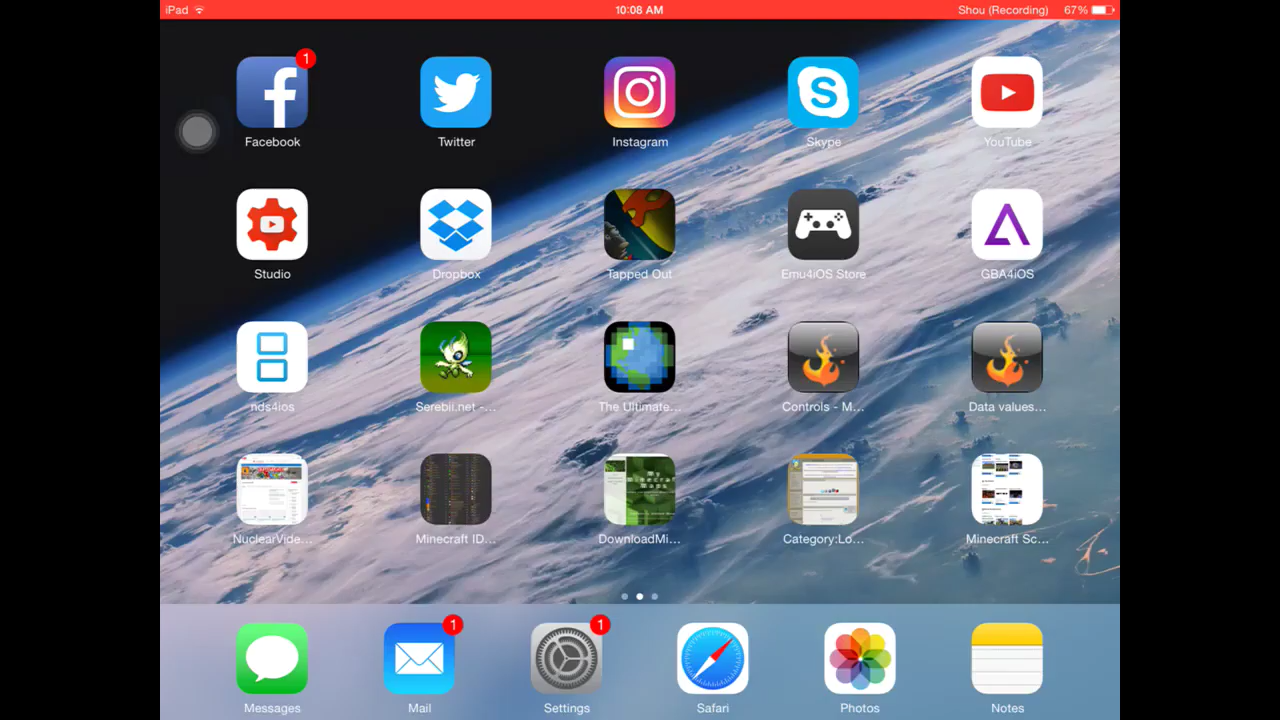 iPad 10:08 AM Shou (Recording) 67%
1
Facebook Twitter Instagram Skype YouTube
Studio Dropbox Tapped Out Emu4iOS Store GBA4iOS
nds4ios Serebii.net -... The Ultimate... Controls - M... Data values...
NuclearVide... Minecraft ID... DownloadMi... Category:Lo... Minecraft Sc...
1 1
Messages Mail Settings Safari Photos Notes